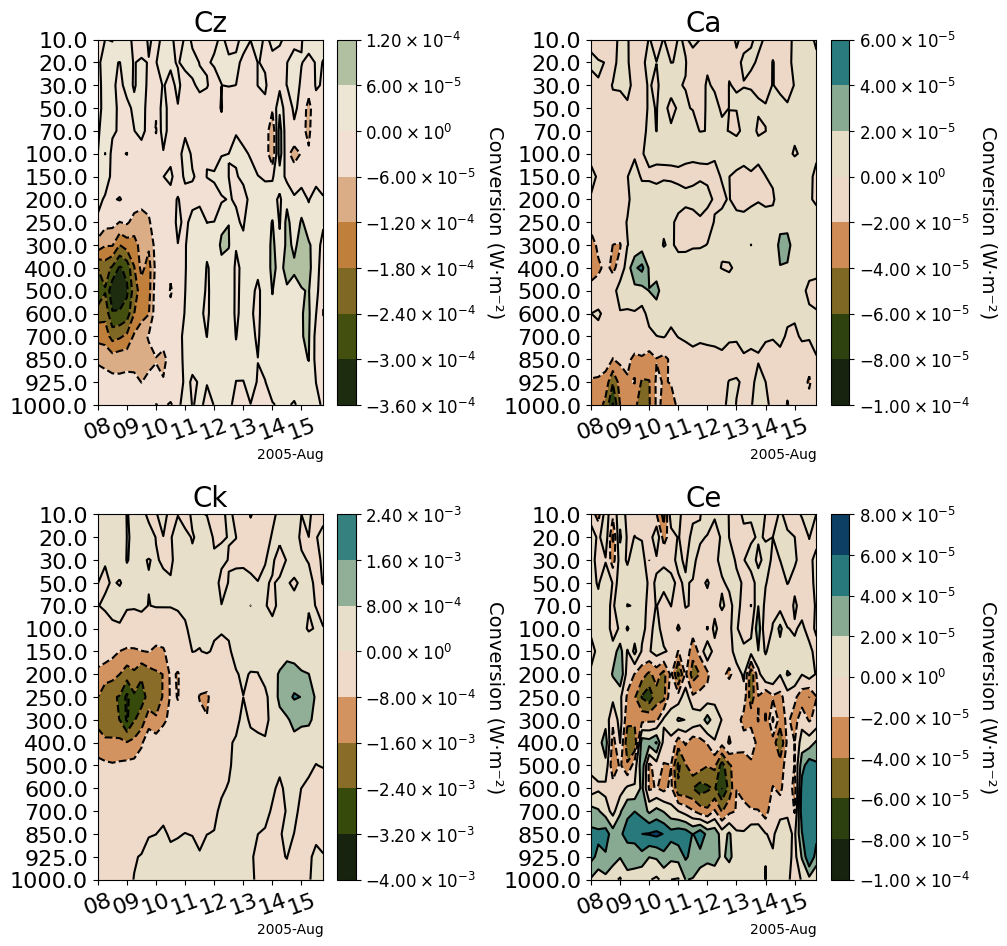 Cz
10.0
20.0
30.0
50.0
70.0
100.0
150.0
200.0
250.0
300.0
400.0
500.0
600.0
700.0
850.0
925.0
1000.0
08 09 10 11 12 13 14 15
2005-Aug
1.20 × 10⁻⁴
6.00 × 10⁻⁵
0.00 × 10⁰
−6.00 × 10⁻⁵
−1.20 × 10⁻⁴
−1.80 × 10⁻⁴
−2.40 × 10⁻⁴
−3.00 × 10⁻⁴
−3.60 × 10⁻⁴
Conversion (W·m⁻²)
Ca
10.0
20.0
30.0
50.0
70.0
100.0
150.0
200.0
250.0
300.0
400.0
500.0
600.0
700.0
850.0
925.0
1000.0
08 09 10 11 12 13 14 15
2005-Aug
6.00 × 10⁻⁵
4.00 × 10⁻⁵
2.00 × 10⁻⁵
0.00 × 10⁰
−2.00 × 10⁻⁵
−4.00 × 10⁻⁵
−6.00 × 10⁻⁵
−8.00 × 10⁻⁵
−1.00 × 10⁻⁴
Conversion (W·m⁻²)
Ck
10.0
20.0
30.0
50.0
70.0
100.0
150.0
200.0
250.0
300.0
400.0
500.0
600.0
700.0
850.0
925.0
1000.0
08 09 10 11 12 13 14 15
2005-Aug
2.40 × 10⁻³
1.60 × 10⁻³
8.00 × 10⁻⁴
0.00 × 10⁰
−8.00 × 10⁻⁴
−1.60 × 10⁻³
−2.40 × 10⁻³
−3.20 × 10⁻³
−4.00 × 10⁻³
Conversion (W·m⁻²)
Ce
10.0
20.0
30.0
50.0
70.0
100.0
150.0
200.0
250.0
300.0
400.0
500.0
600.0
700.0
850.0
925.0
1000.0
08 09 10 11 12 13 14 15
2005-Aug
8.00 × 10⁻⁵
6.00 × 10⁻⁵
4.00 × 10⁻⁵
2.00 × 10⁻⁵
0.00 × 10⁰
−2.00 × 10⁻⁵
−4.00 × 10⁻⁵
−6.00 × 10⁻⁵
−8.00 × 10⁻⁵
−1.00 × 10⁻⁴
Conversion (W·m⁻²)